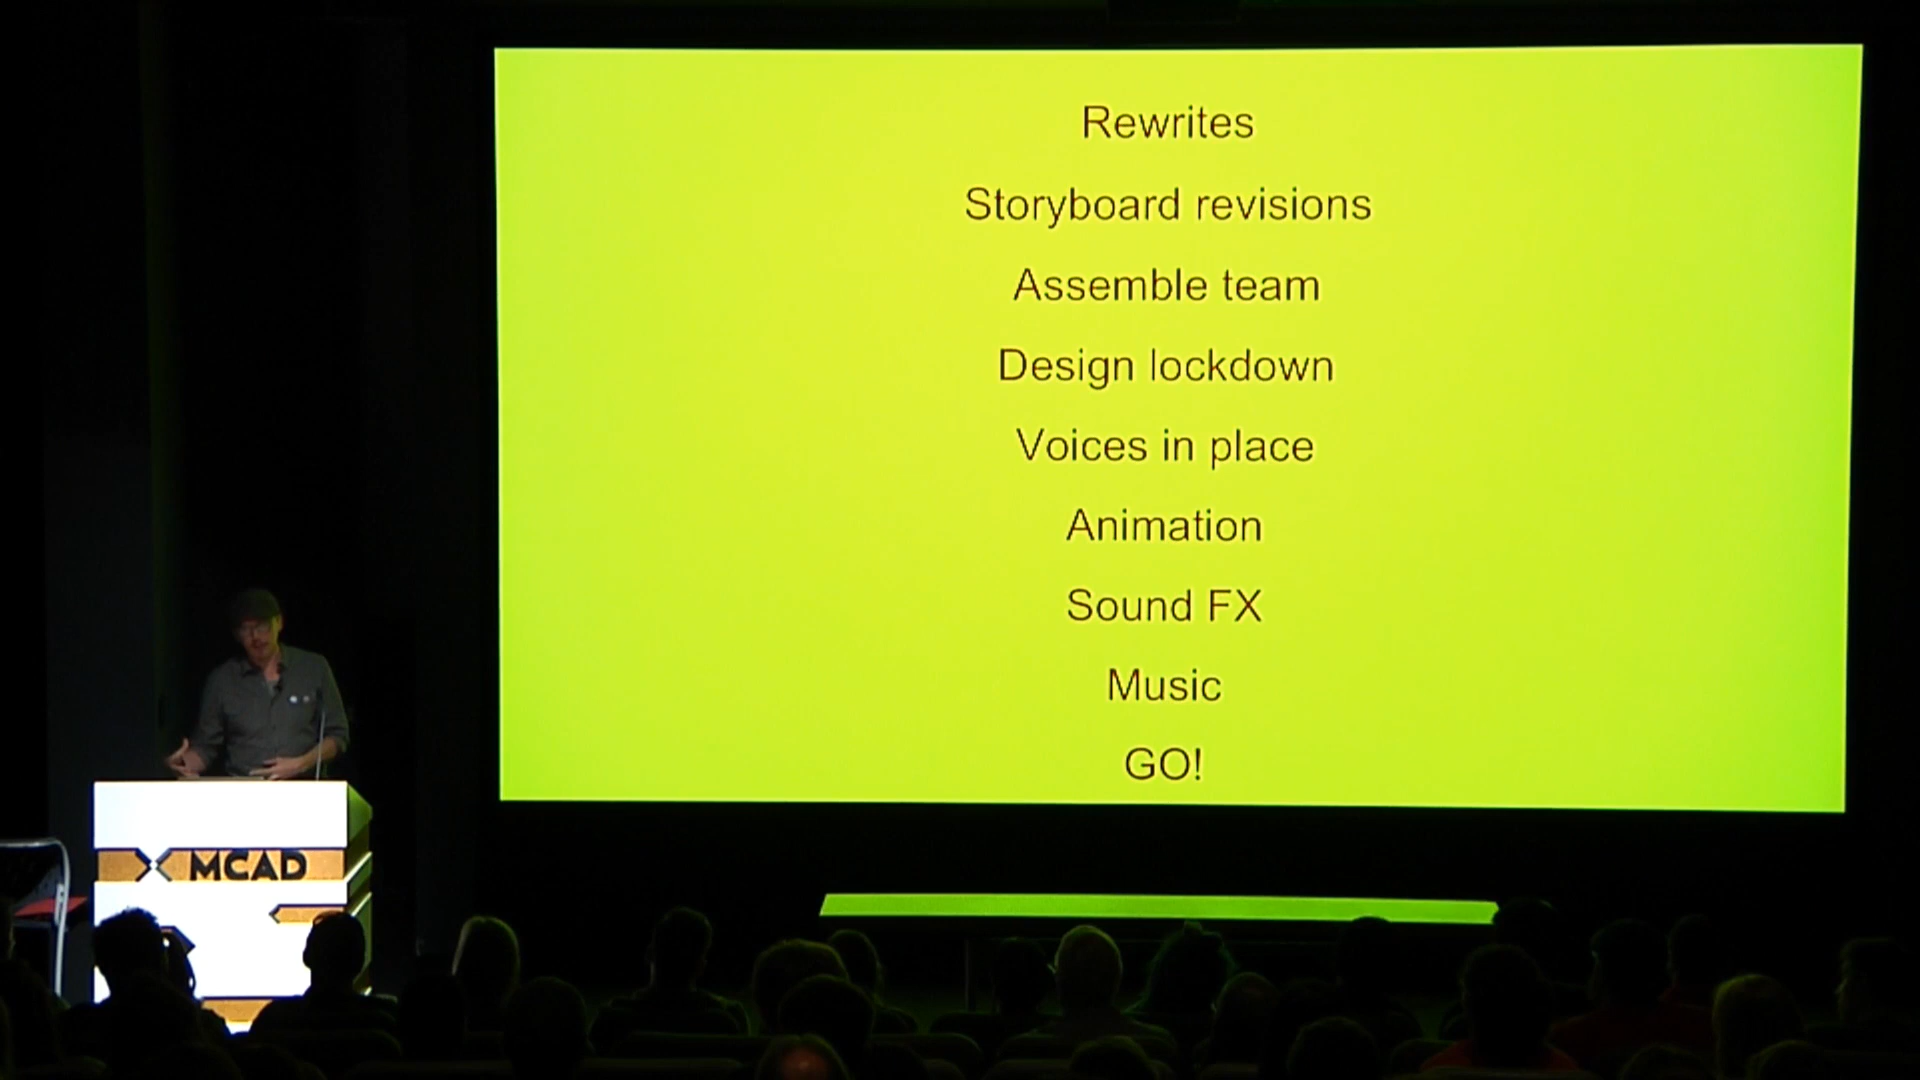 Rewrites
Storyboard revisions
Assemble team
Design lockdown
Voices in place
Animation
Sound FX
Music
GO!
MCAD